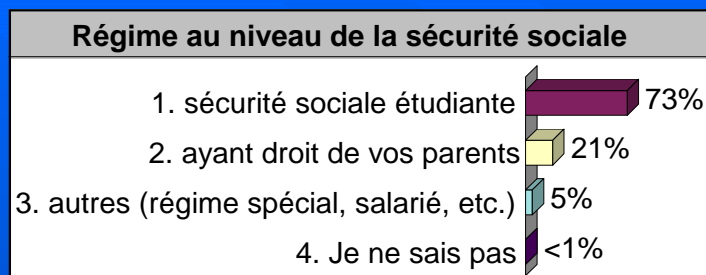 Régime au niveau de la sécurité sociale
1. sécurité sociale étudiante 73%
2. ayant droit de vos parents 21%
3. autres (régime spécial, salarié, etc.) 5%
4. Je ne sais pas <1%